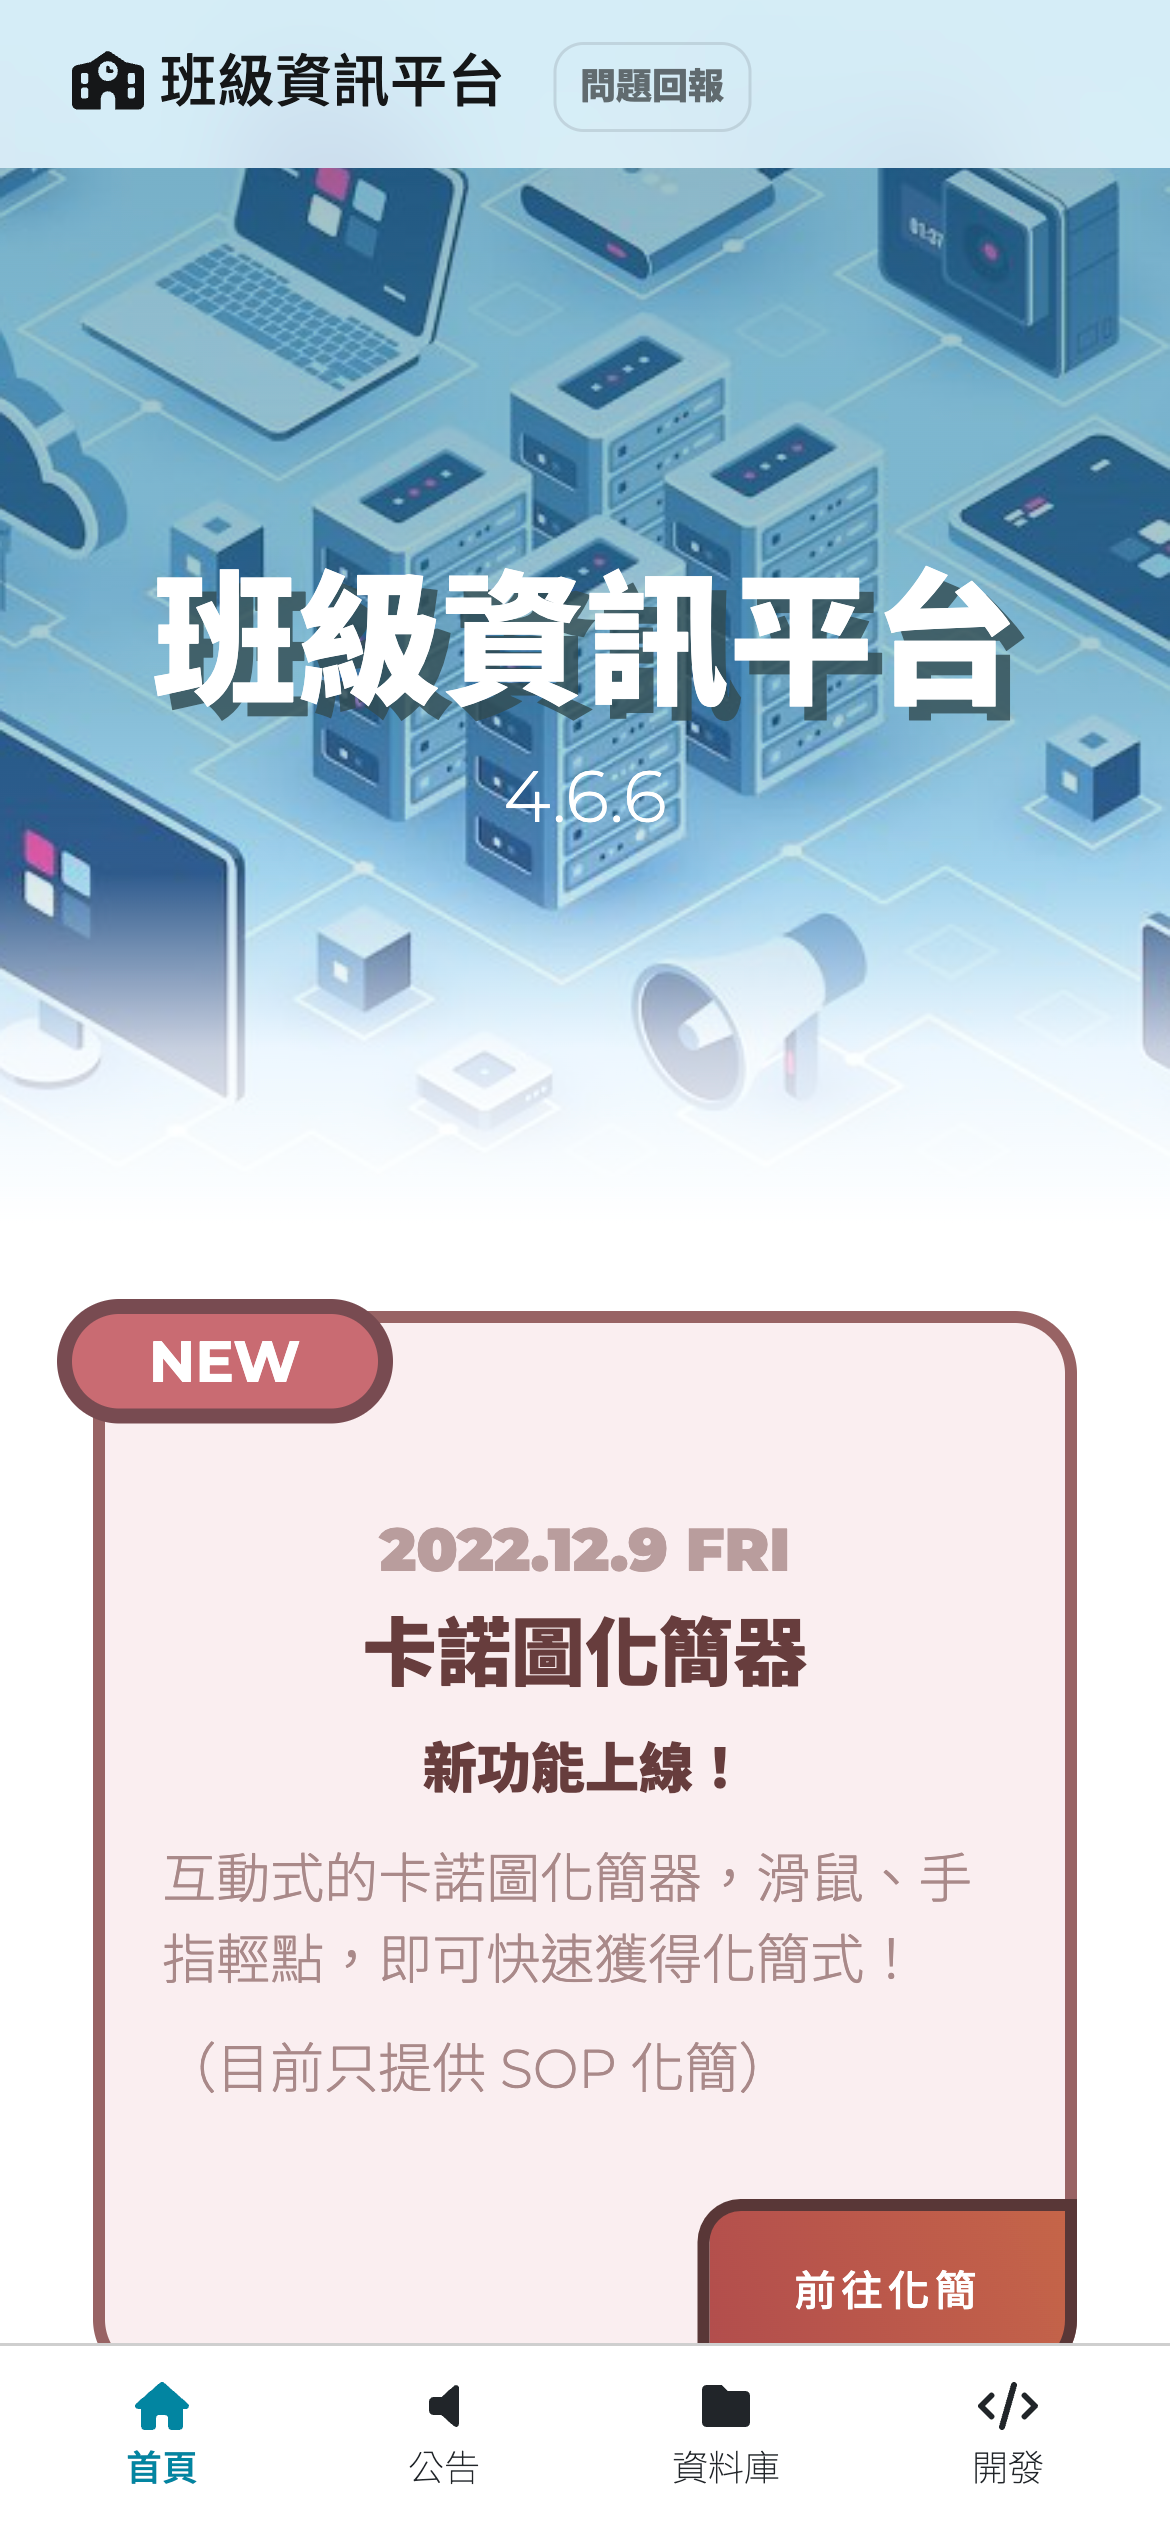 班級資訊平台
問題回報
01:37
班級資訊平台
4.6.6
NEW
2022.12.9 FRI
卡諾圖化簡器
新功能上線！
互動式的卡諾圖化簡器，滑鼠、手
指輕點，即可快速獲得化簡式！
（目前只提供 SOP 化簡）
前往化簡
首頁
公告
資料庫
開發